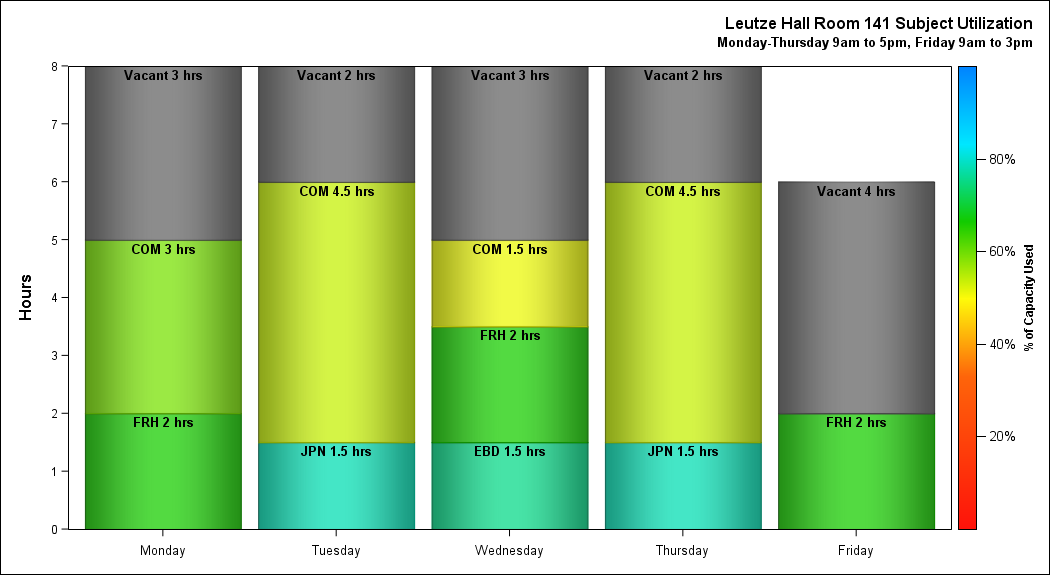 Leutze Hall Room 141 Subject Utilization
Monday-Thursday 9am to 5pm, Friday 9am to 3pm
Hours
8
7
6
5
4
3
2
1
0
Vacant 3 hrs
COM 3 hrs
FRH 2 hrs
Vacant 2 hrs
COM 4.5 hrs
JPN 1.5 hrs
Vacant 3 hrs
COM 1.5 hrs
FRH 2 hrs
EBD 1.5 hrs
Vacant 2 hrs
COM 4.5 hrs
JPN 1.5 hrs
Vacant 4 hrs
FRH 2 hrs
Monday
Tuesday
Wednesday
Thursday
Friday
80%
60%
40%
20%
% of Capacity Used